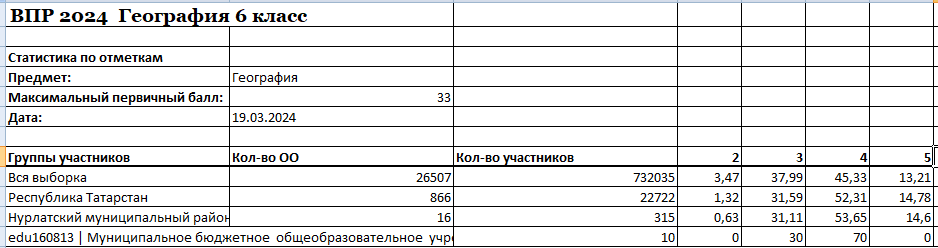 ВПР 2024 География 6 класс
Статистика по отметкам
Предмет: География
Максимальный первичный балл: 33
Дата: 19.03.2024
Группы участников Кол-во ОО Кол-во участников 2 3 4 5
Вся выборка 26507 732035 3,47 37,99 45,33 13,21
Республика Татарстан 866 22722 1,32 31,59 52,31 14,78
Нурлатский муниципальный район 16 315 0,63 31,11 53,65 14,6
edu160813 | Муниципальное бюджетное общеобразовательное учре 10 0 30 70 0